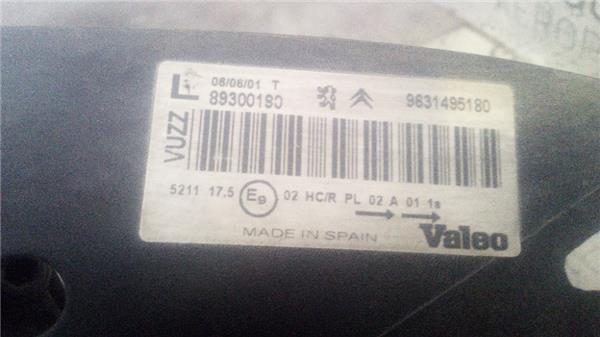 L 06/06/01 T
89300180 9631495180
VUZZ
5211 17.5 E9 02 HC/R PL 02 A 01 1a
MADE IN SPAIN Valeo